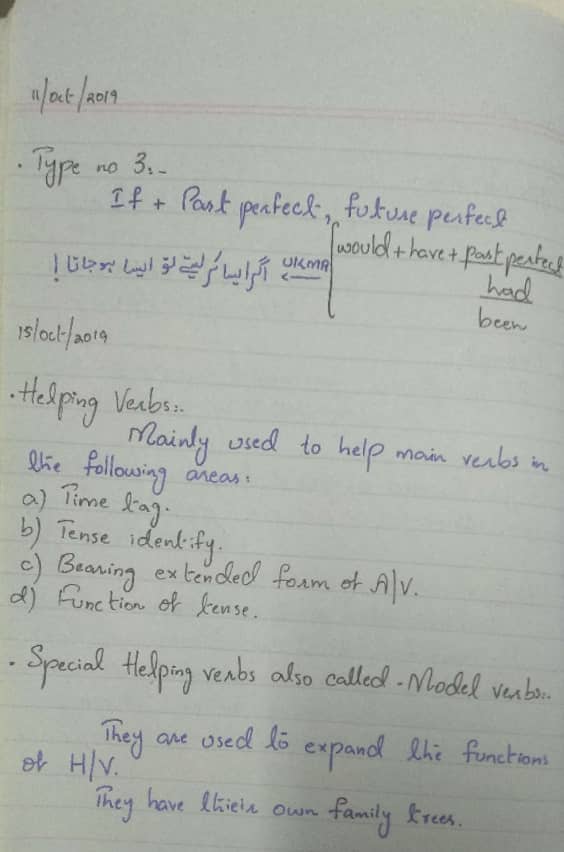 11/Oct/2019
· Type no 3:-
If + Past perfect, future perfect
would + have + past perfect
had
been
اگر ایسا کر لیتے تو ایسا ہو جاتا !
15/oct/2019
· Helping Verbs:.
Mainly used to help main verbs in
the following areas:
a) Time tag.
b) Tense identify.
c) Bearing extended form of A/V.
d) Function of tense.
· Special Helping verbs also called - Model verbs:.
They are used to expand the functions
of H/V.
They have their own family trees.